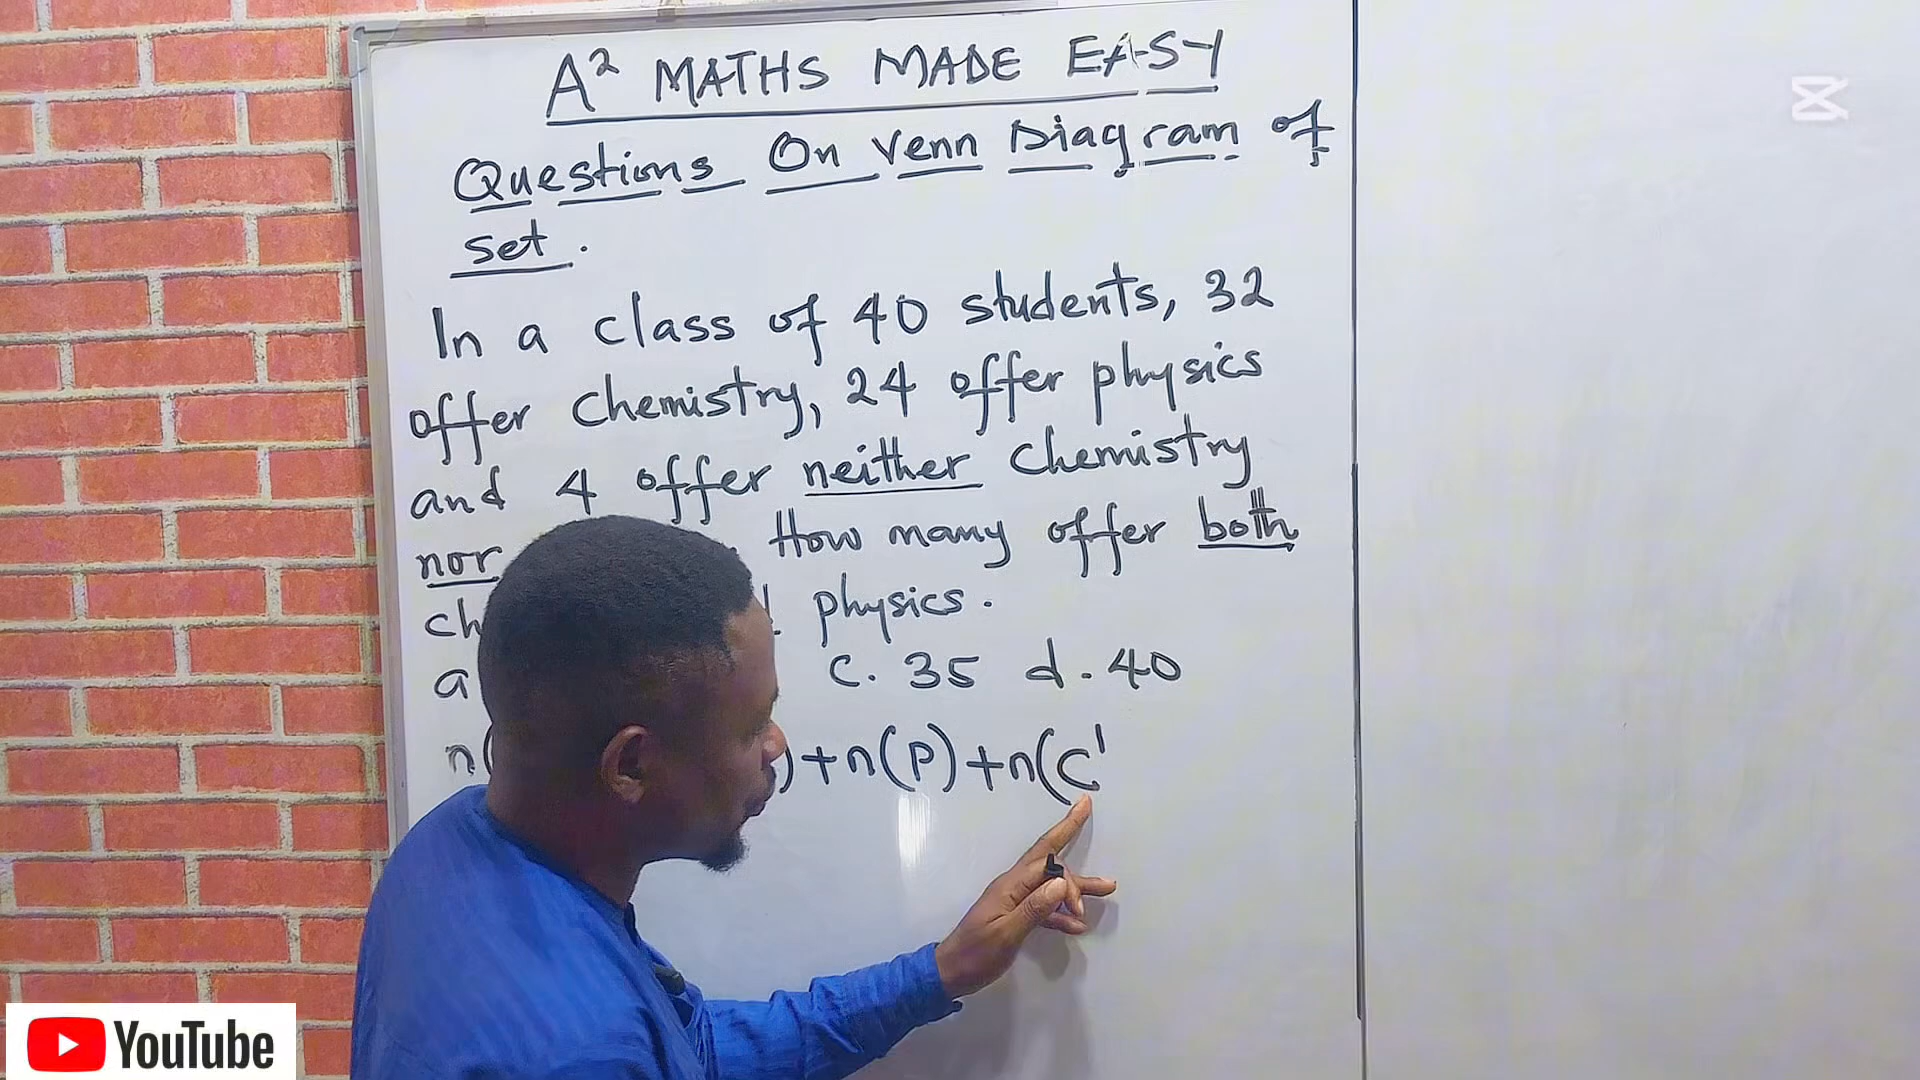 A² MATHS MADE EASY
Questions On Venn Diagram of
set.
In a class of 40 students, 32
offer chemistry, 24 offer physics
and 4 offer neither chemistry
nor How many offer both
ch physics.
a c. 35 d. 40
n( )+n(P)+n(C'
YouTube